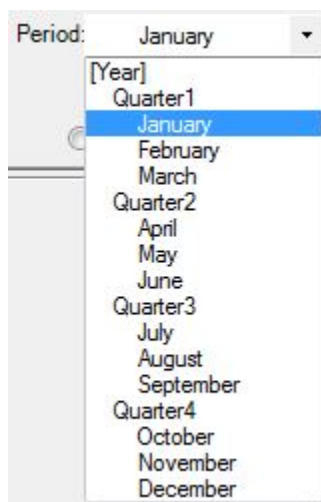 Period: January
[Year]
Quarter1
January
February
March
Quarter2
April
May
June
Quarter3
July
August
September
Quarter4
October
November
December